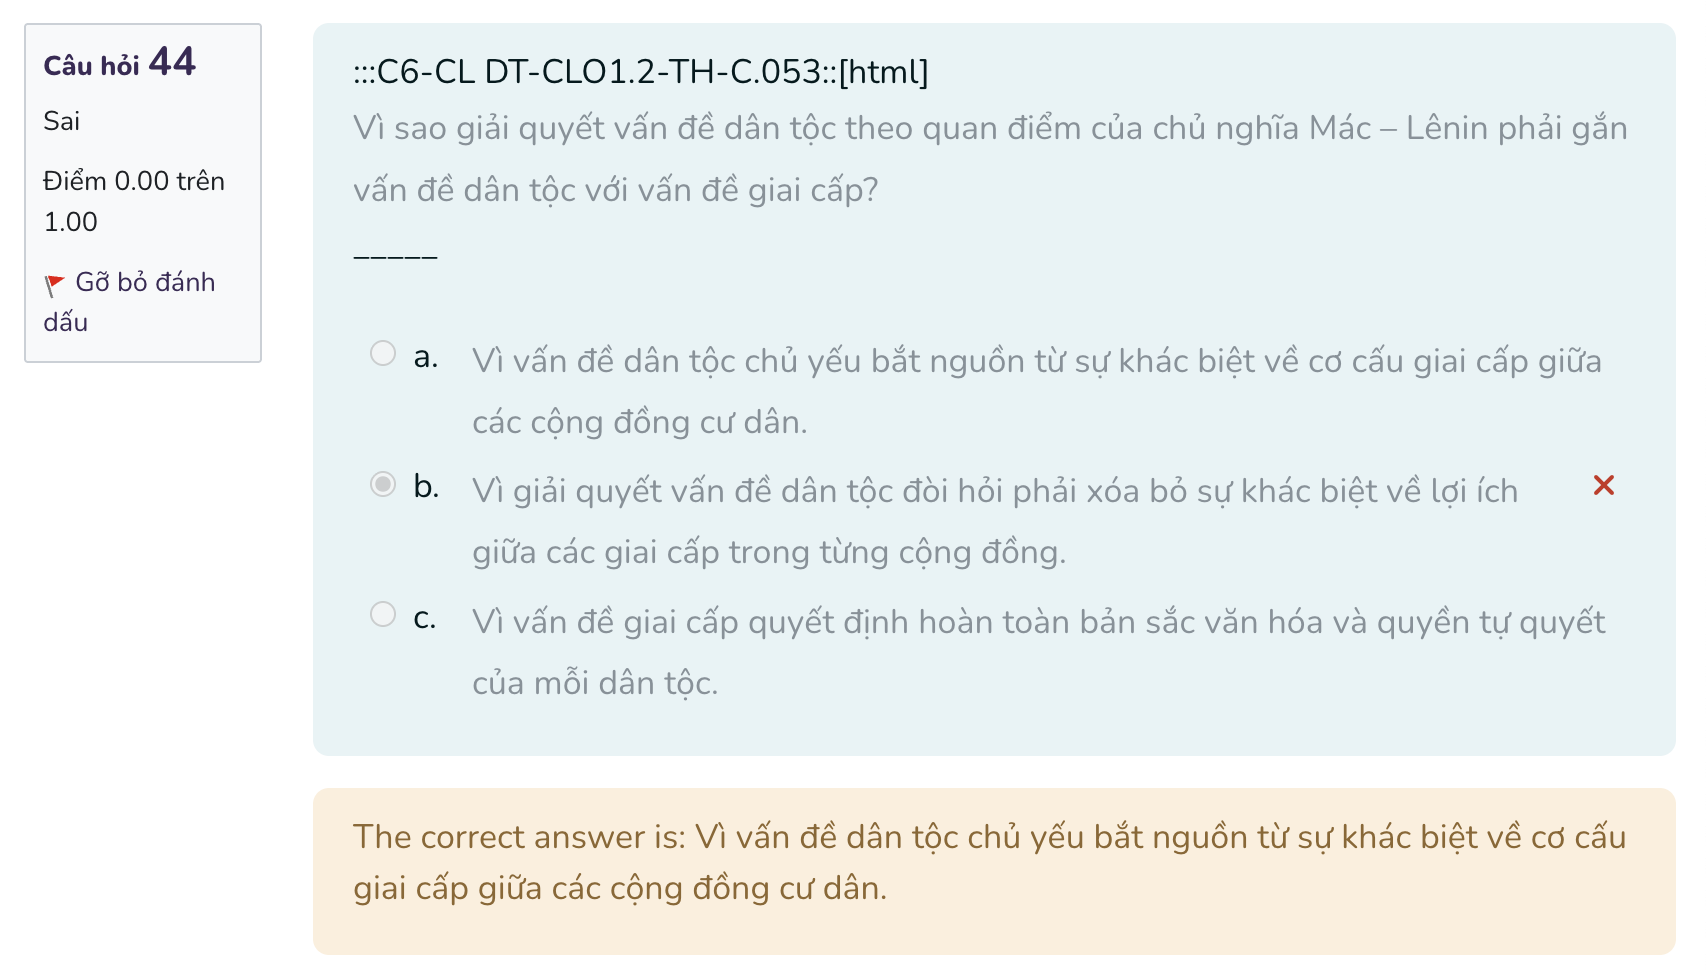 Câu hỏi 44
Sai
Điểm 0.00 trên
1.00
Gỡ bỏ đánh
dấu
:::C6-CL DT-CLO1.2-TH-C.053::[html]
Vì sao giải quyết vấn đề dân tộc theo quan điểm của chủ nghĩa Mác – Lênin phải gắn
vấn đề dân tộc với vấn đề giai cấp?
_____
a. Vì vấn đề dân tộc chủ yếu bắt nguồn từ sự khác biệt về cơ cấu giai cấp giữa
các cộng đồng cư dân.
b. Vì giải quyết vấn đề dân tộc đòi hỏi phải xóa bỏ sự khác biệt về lợi ích
giữa các giai cấp trong từng cộng đồng.
c. Vì vấn đề giai cấp quyết định hoàn toàn bản sắc văn hóa và quyền tự quyết
của mỗi dân tộc.
The correct answer is: Vì vấn đề dân tộc chủ yếu bắt nguồn từ sự khác biệt về cơ cấu
giai cấp giữa các cộng đồng cư dân.